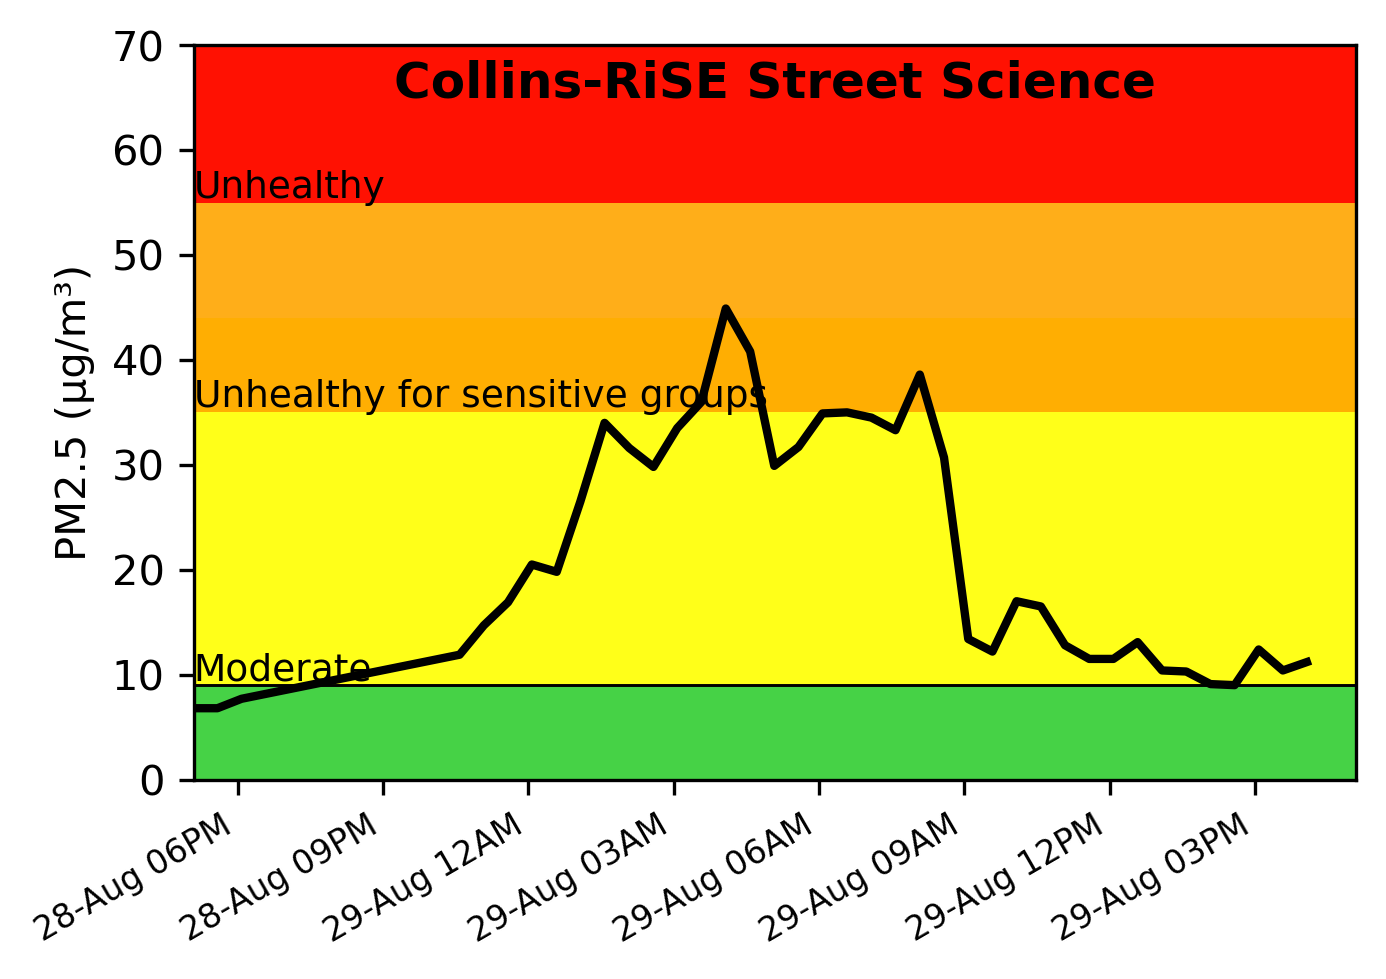 Collins-RiSE Street Science
70
60
Unhealthy
50
40
Unhealthy for sensitive groups
30
20
Moderate
10
0
PM2.5 (µg/m³)
28-Aug 06PM
28-Aug 09PM
29-Aug 12AM
29-Aug 03AM
29-Aug 06AM
29-Aug 09AM
29-Aug 12PM
29-Aug 03PM